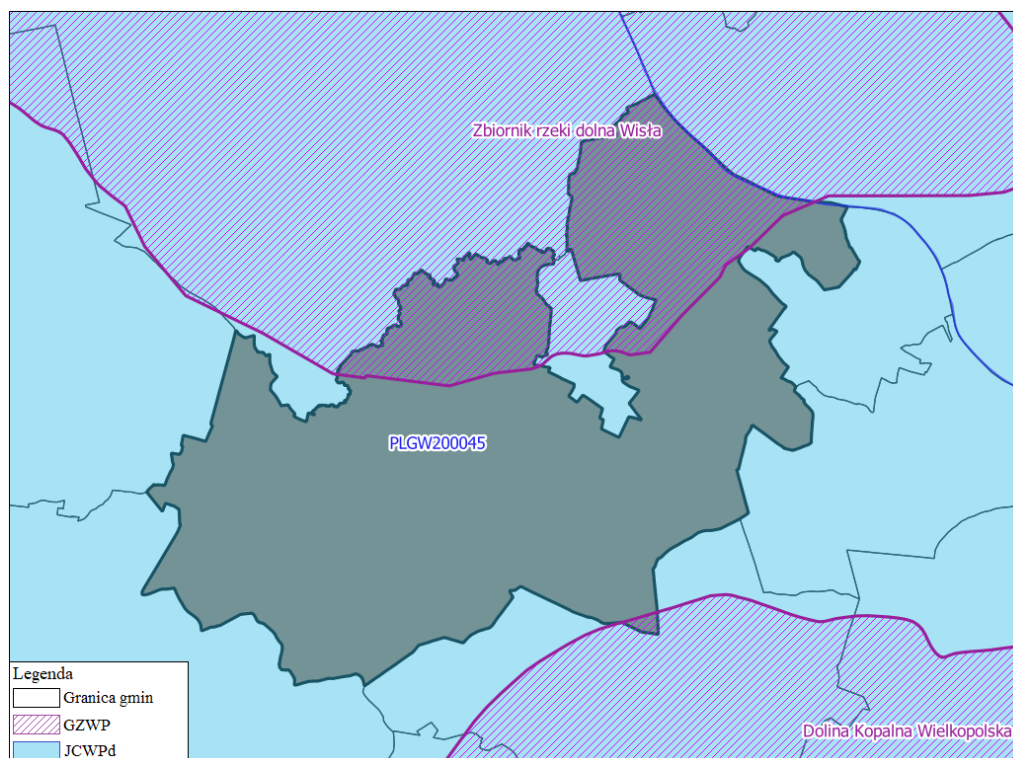 Zbiornik rzeki dolna Wisła
PLGW200045
Legenda
Granica gmin
GZWP
JCWPd
Dolina Kopalna Wielkopolska